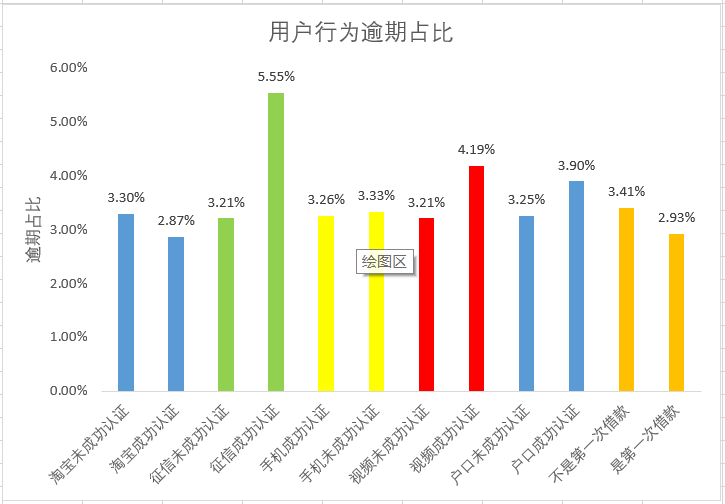 用户行为逾期占比
逾期占比
6.00%
5.00%
4.00%
3.00%
2.00%
1.00%
0.00%
3.30%
2.87%
3.21%
5.55%
3.26%
3.33%
3.21%
4.19%
3.25%
3.90%
3.41%
2.93%
绘图区
淘宝未成功认证
淘宝成功认证
征信未成功认证
征信成功认证
手机成功认证
手机未成功认证
视频未成功认证
视频成功认证
户口未成功认证
户口成功认证
不是第一次借款
是第一次借款